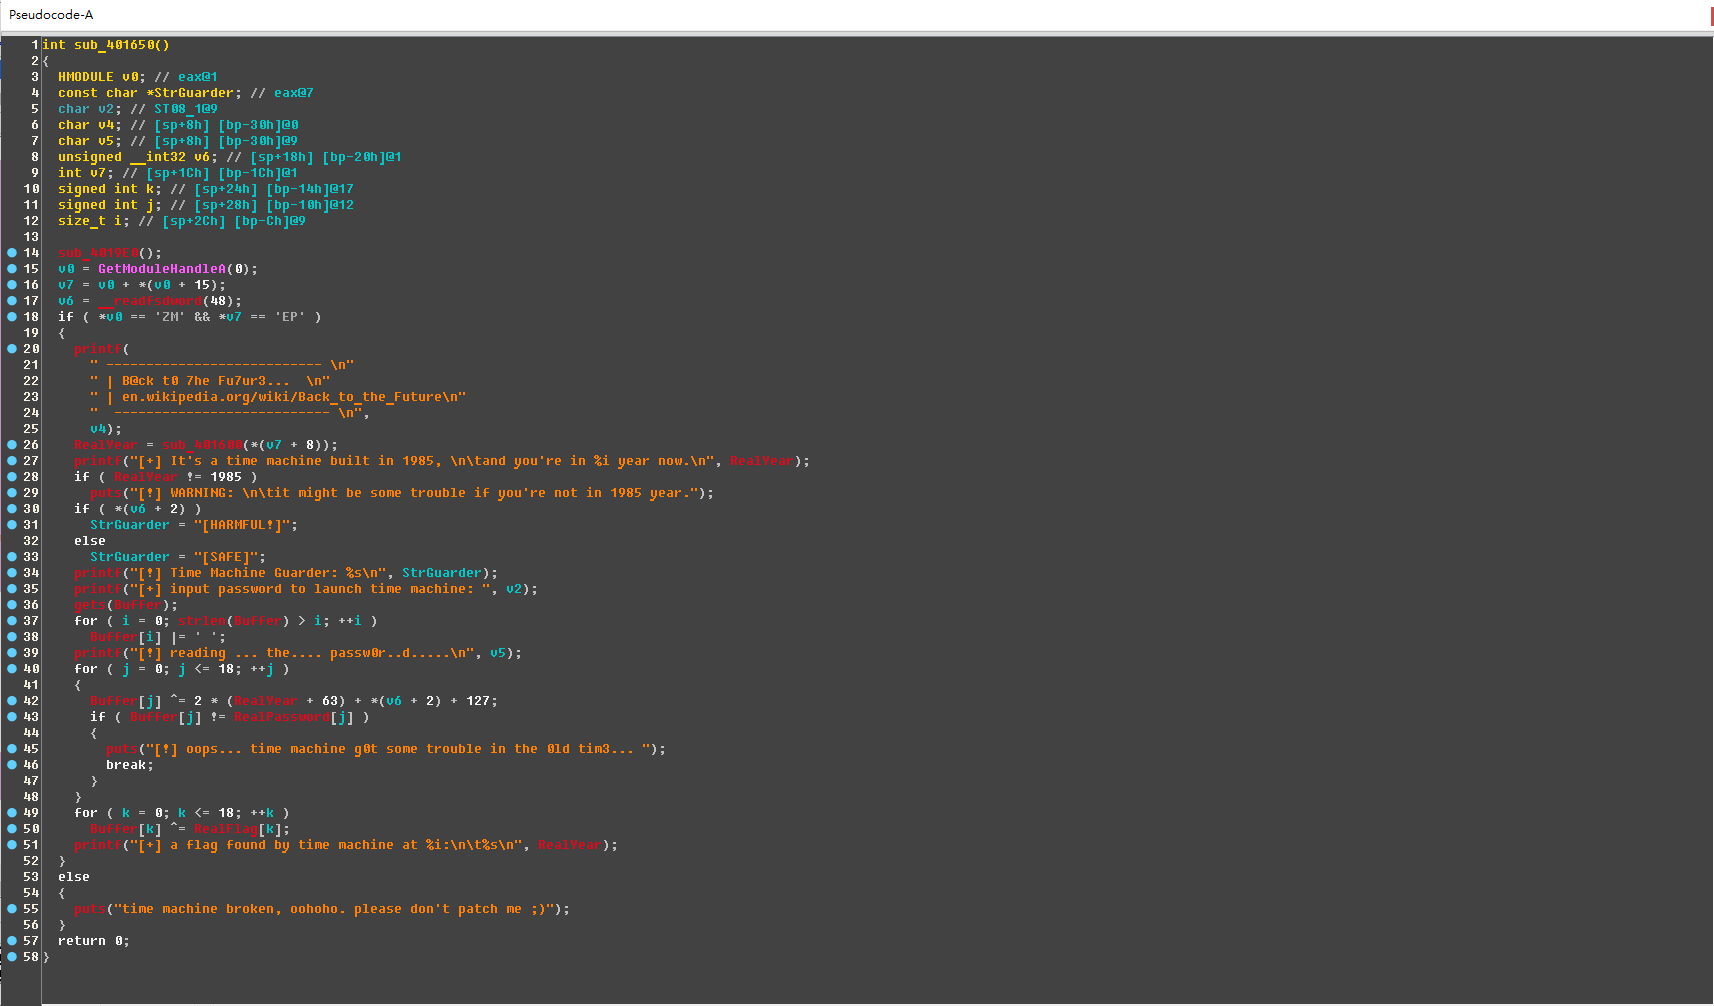 Pseudocode-A
1 int sub_401650()
2 {
3 HMODULE v0; // eax@1
4 const char *StrGuarder; // eax@7
5 char v2; // ST08_1@9
6 char v4; // [sp+8h] [bp-30h]@0
7 char v5; // [sp+8h] [bp-30h]@9
8 unsigned __int32 v6; // [sp+18h] [bp-20h]@1
9 int v7; // [sp+1Ch] [bp-1Ch]@1
10 signed int k; // [sp+24h] [bp-14h]@17
11 signed int j; // [sp+28h] [bp-10h]@12
12 size_t i; // [sp+2Ch] [bp-Ch]@9
13
14 sub_4019E0();
15 v0 = GetModuleHandleA(0);
16 v7 = v0 + *(v0 + 15);
17 v6 = __readfsdword(48);
18 if ( *v0 == 'ZM' && *v7 == 'EP' )
19 {
20 printf(
21 " --------------------------- \n"
22 " | B@ck t0 7he Fu7ur3...  \n"
23 " | en.wikipedia.org/wiki/Back_to_the_Future\n"
24 "  --------------------------- \n",
25 v4);
26 RealYear = sub_401600(*(v7 + 8));
27 printf("[+] It's a time machine built in 1985, \n\tand you're in %i year now.\n", RealYear);
28 if ( RealYear != 1985 )
29 puts("[!] WARNING: \n\tit might be some trouble if you're not in 1985 year.");
30 if ( *(v6 + 2) )
31 StrGuarder = "[HARMFUL!]";
32 else
33 StrGuarder = "[SAFE]";
34 printf("[!] Time Machine Guarder: %s\n", StrGuarder);
35 printf("[+] input password to launch time machine: ", v2);
36 gets(Buffer);
37 for ( i = 0; strlen(Buffer) > i; ++i )
38 Buffer[i] |= ' ';
39 printf("[!] reading ... the.... passw0r..d.....\n", v5);
40 for ( j = 0; j <= 18; ++j )
41 {
42 Buffer[j] ^= 2 * (RealYear + 63) + *(v6 + 2) + 127;
43 if ( Buffer[j] != RealPassword[j] )
44 {
45 puts("[!] oops... time machine g0t some trouble in the 0ld tim3... ");
46 break;
47 }
48 }
49 for ( k = 0; k <= 18; ++k )
50 Buffer[k] ^= RealFlag[k];
51 printf("[+] a flag found by time machine at %i:\n\t%s\n", RealYear);
52 }
53 else
54 {
55 puts("time machine broken, oohoho. please don't patch me ;)");
56 }
57 return 0;
58 }